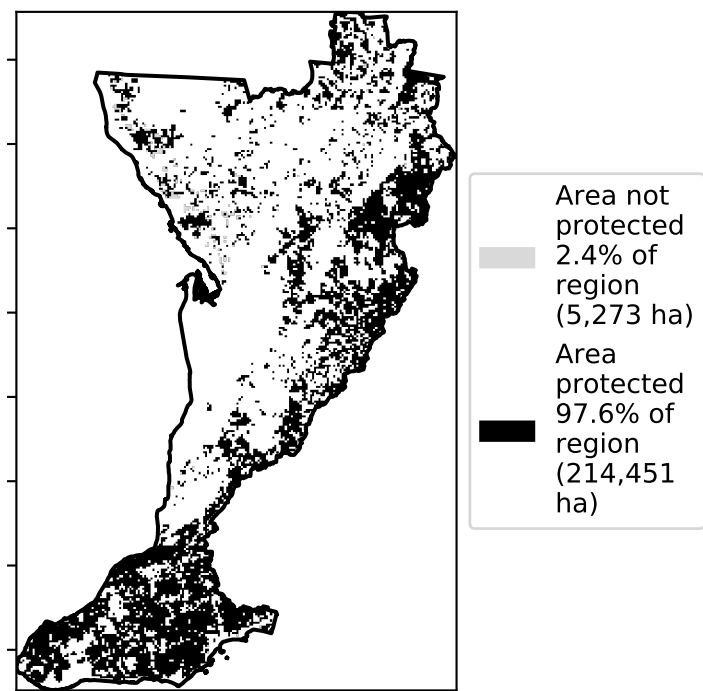 Area not
protected
2.4% of
region
(5,273 ha)
Area
protected
97.6% of
region
(214,451
ha)